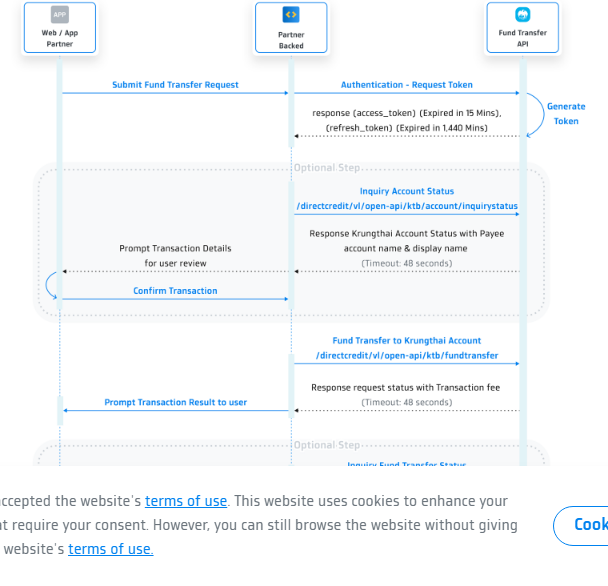 APP
Web / App
Partner
Partner
Backed
Fund Transfer
API
Submit Fund Transfer Request
Authentication - Request Token
Generate
Token
response (access_token) (Expired in 15 Mins),
(refresh_token) (Expired in 1,440 Mins)
Optional Step
Inquiry Account Status
/directcredit/vl/open-api/ktb/account/inquirystatus
Response Krungthai Account Status with Payee
account name & display name
(Timeout: 48 seconds)
Prompt Transaction Details
for user review
Confirm Transaction
Fund Transfer to Krungthai Account
/directcredit/vl/open-api/ktb/fundtransfer
Response request status with Transaction fee
(Timeout: 48 seconds)
Prompt Transaction Result to user
Optional Step
Inquiry Fund Transfer Status
ccepted the website's terms of use. This website uses cookies to enhance your
t require your consent. However, you can still browse the website without giving
website's terms of use.
Cook